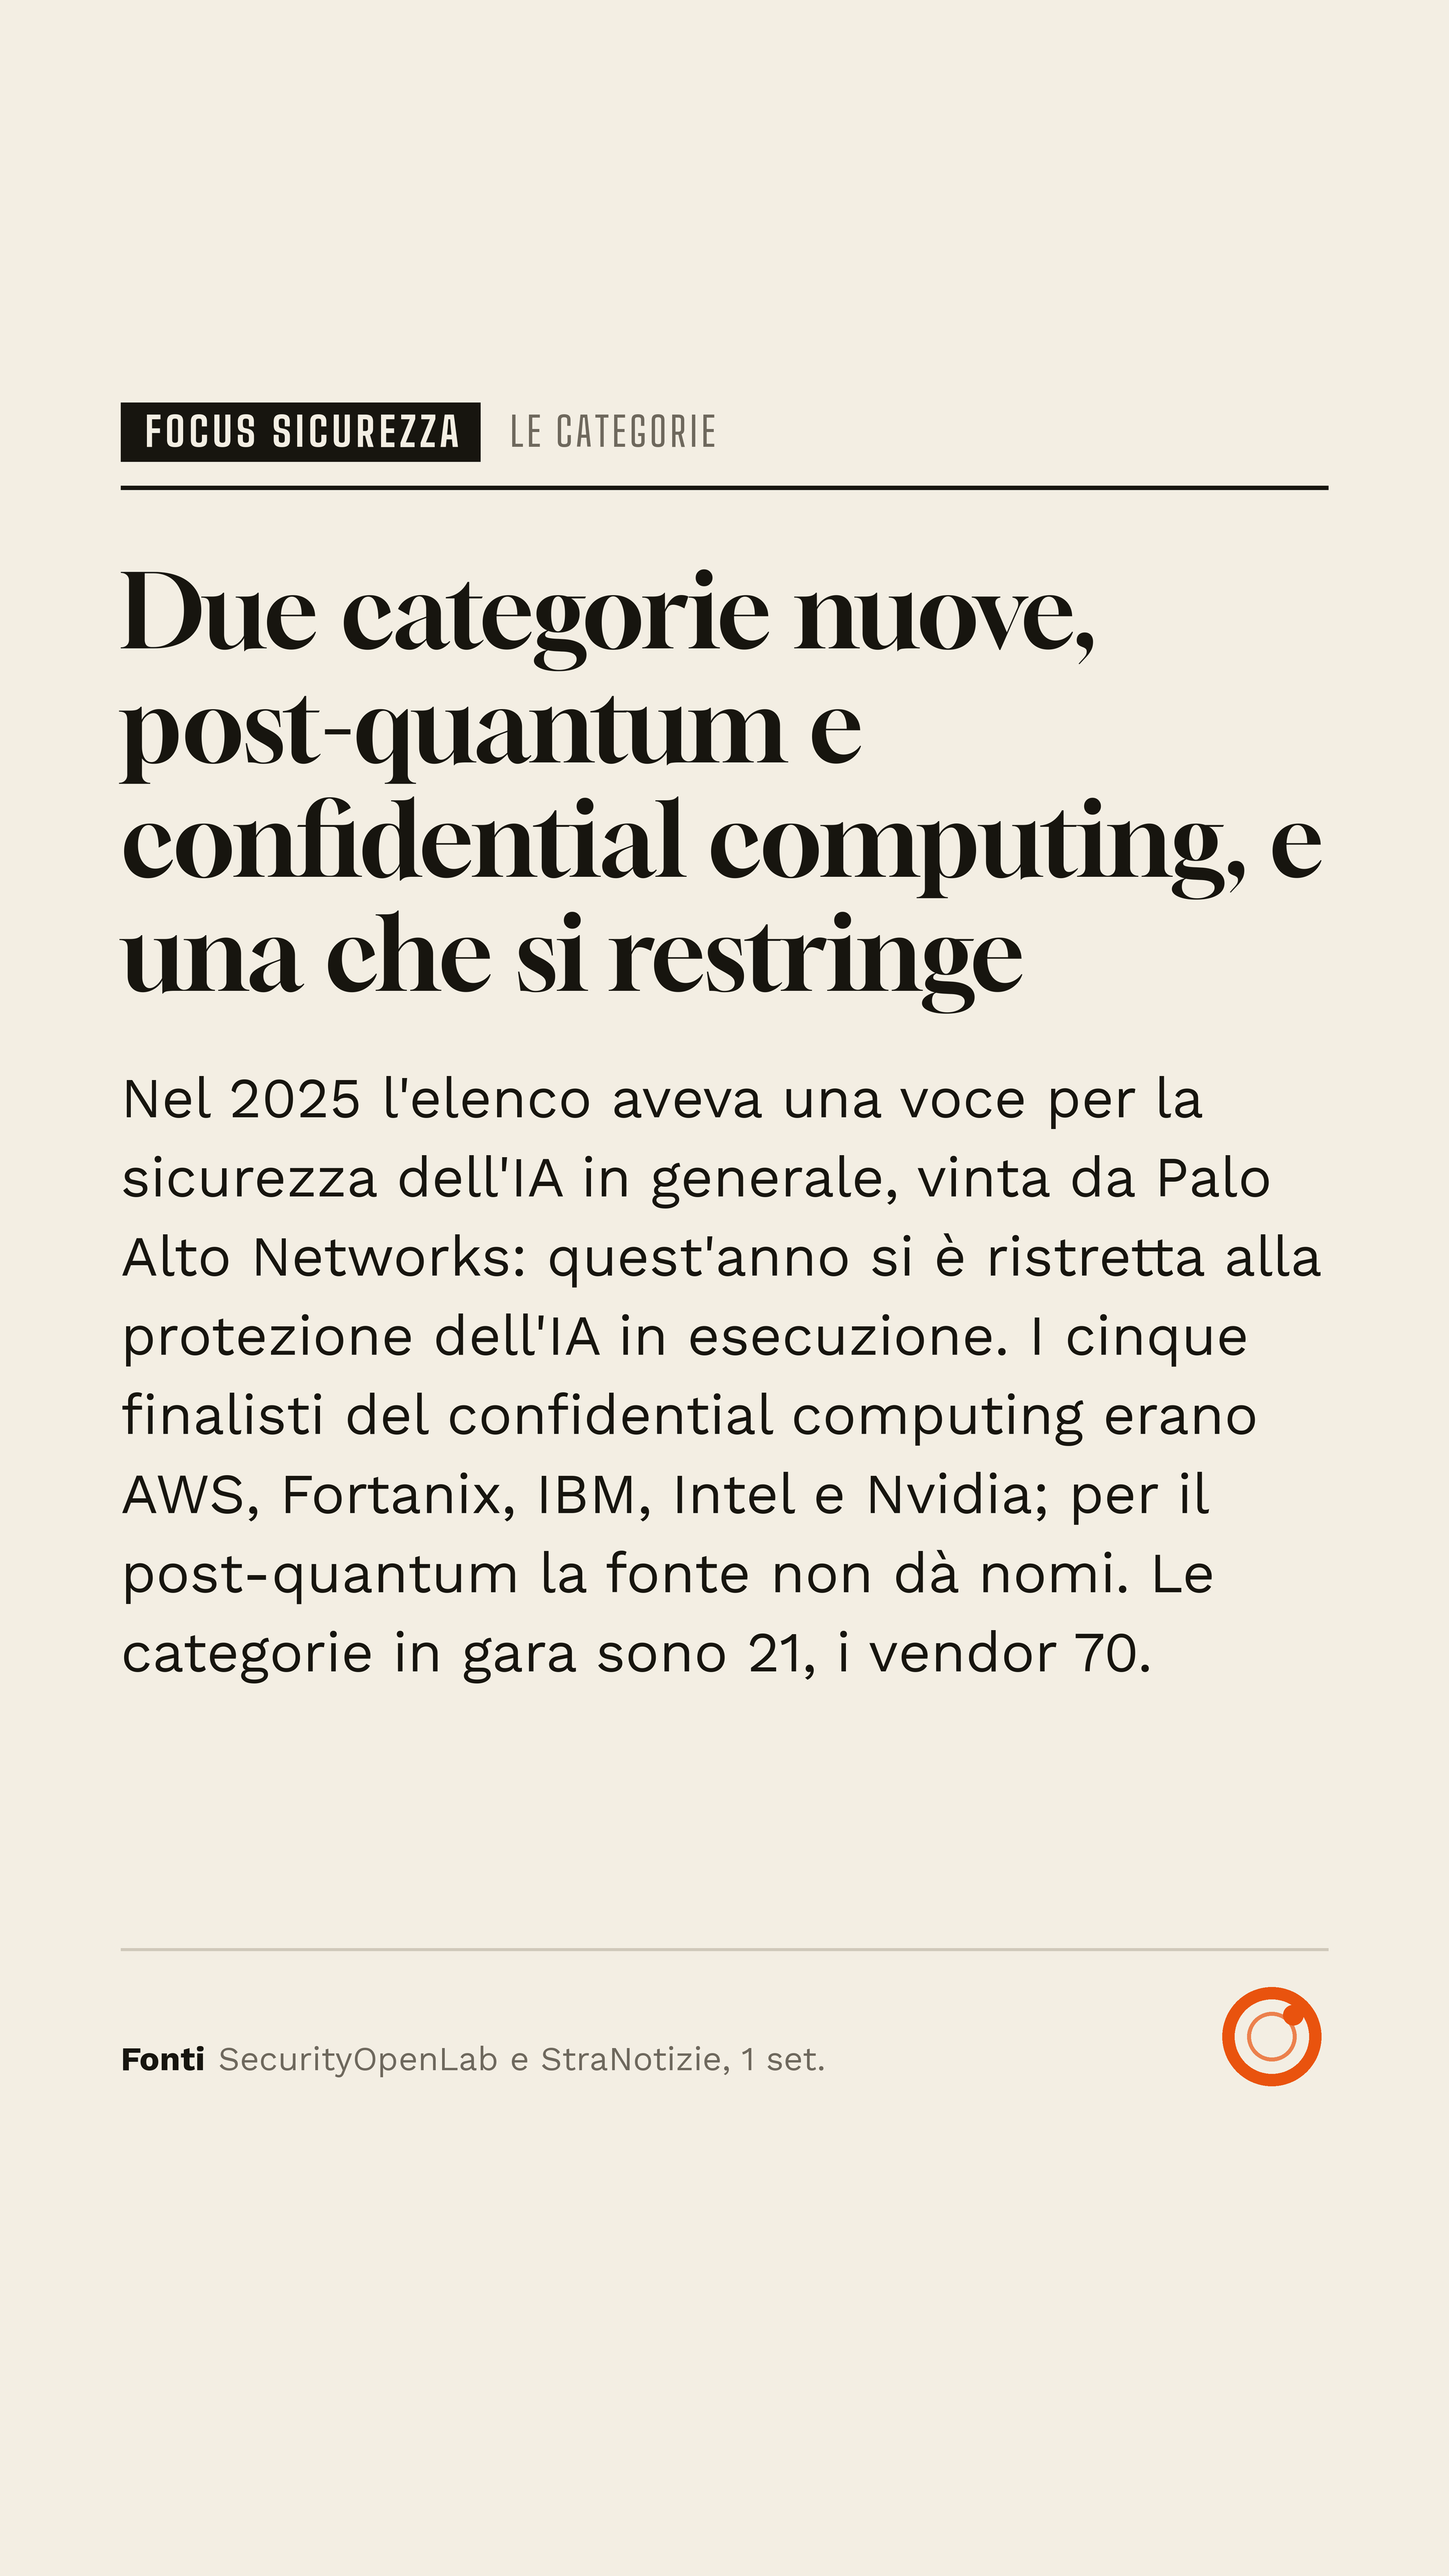 FOCUS SICUREZZA LE CATEGORIE
Due categorie nuove,
post-quantum e
confidential computing, e
una che si restringe
Nel 2025 l'elenco aveva una voce per la
sicurezza dell'IA in generale, vinta da Palo
Alto Networks: quest'anno si è ristretta alla
protezione dell'IA in esecuzione. I cinque
finalisti del confidential computing erano
AWS, Fortanix, IBM, Intel e Nvidia; per il
post-quantum la fonte non dà nomi. Le
categorie in gara sono 21, i vendor 70.
Fonti SecurityOpenLab e StraNotizie, 1 set.